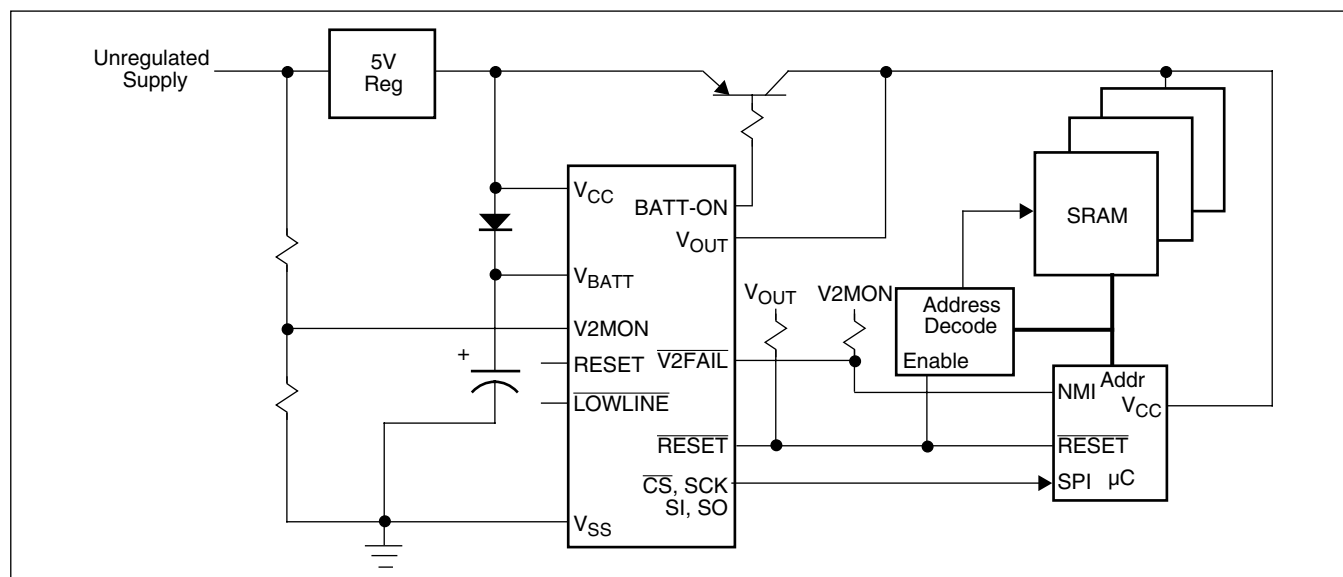 Unregulated
Supply
5V
Reg
VCC
BATT-ON
VOUT
VBATT
V2MON
RESET
LOWLINE
V2FAIL
RESET
CS, SCK
SI, SO
VSS
+
VOUT
V2MON
SRAM
Address
Decode
Enable
Addr
NMI
VCC
RESET
SPI
µC